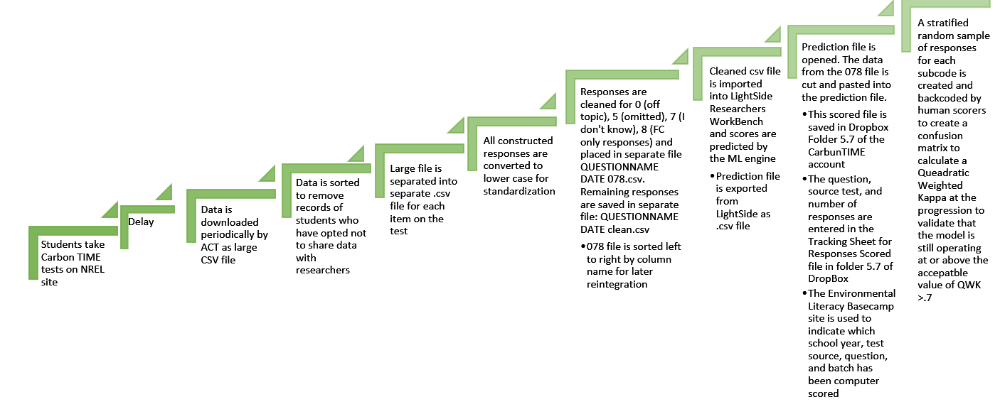 Students take
Carbon TIME
tests on NREL
site
Delay
Data is
downloaded
periodically by
ACT as large
CSV file
Data is sorted
to remove
records of
students who
have opted not
to share data
with
researchers
Large file is
separated into
separate .csv
file for each
item on the
test
All constructed
responses are
converted to
lower case for
standardization
Responses are
cleaned for 0 (off
topic), 5 (omitted), 7 (I
don't know), 8 (FC
only responses) and
placed in separate file
QUESTIONNAME
DATE 078.csv.
Remaining responses
are saved in separate
file: QUESTIONNAME
DATE clean.csv
•078 file is sorted left
to right by column
name for later
reintegration
Cleaned csv file
is imported
into LightSide
Researchers
WorkBench
and scores are
predicted by
the ML engine
•Prediction file
is exported
from
LightSide as
.csv file
Prediction file is
opened. The data
from the 078 file is
cut and pasted into
the prediction file.
•This scored file is
saved in Dropbox
Folder 5.7 of the
CarbunTIME
account
•The question,
source test, and
number of
responses are
entered in the
Tracking Sheet for
Responses Scored
file in folder 5.7 of
DropBox
•The Environmental
Literacy Basecamp
site is used to
indicate which
school year, test
source, question,
and batch has
been computer
scored
A stratified
random sample
of responses
for each
subcode is
created and
backcoded by
human scorers
to create a
confusion
matrix to
calculate a
Queadratic
Weighted
Kappa at the
progression to
validate that
the model is
still operating
at or above the
accepatble
value of QWK
>.7